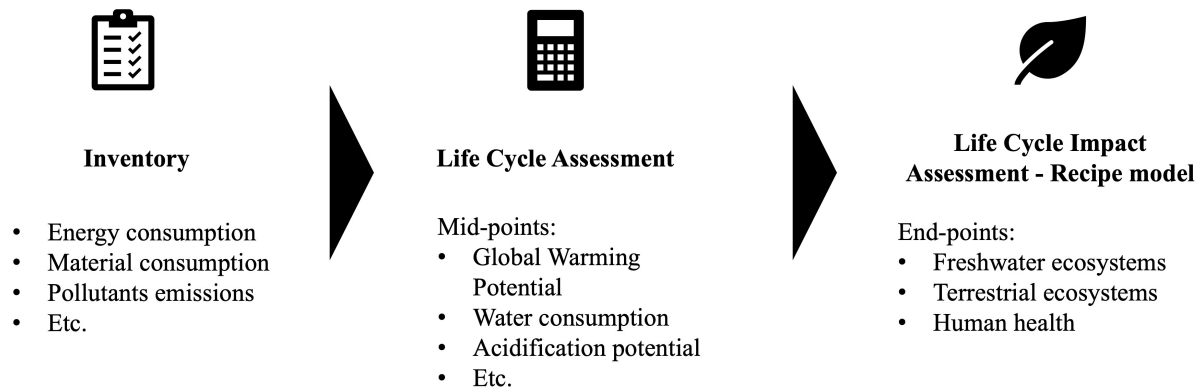 Inventory
• Energy consumption
• Material consumption
• Pollutants emissions
• Etc.
Life Cycle Assessment
Mid-points:
• Global Warming
Potential
• Water consumption
• Acidification potential
• Etc.
Life Cycle Impact
Assessment - Recipe model
End-points:
• Freshwater ecosystems
• Terrestrial ecosystems
• Human health